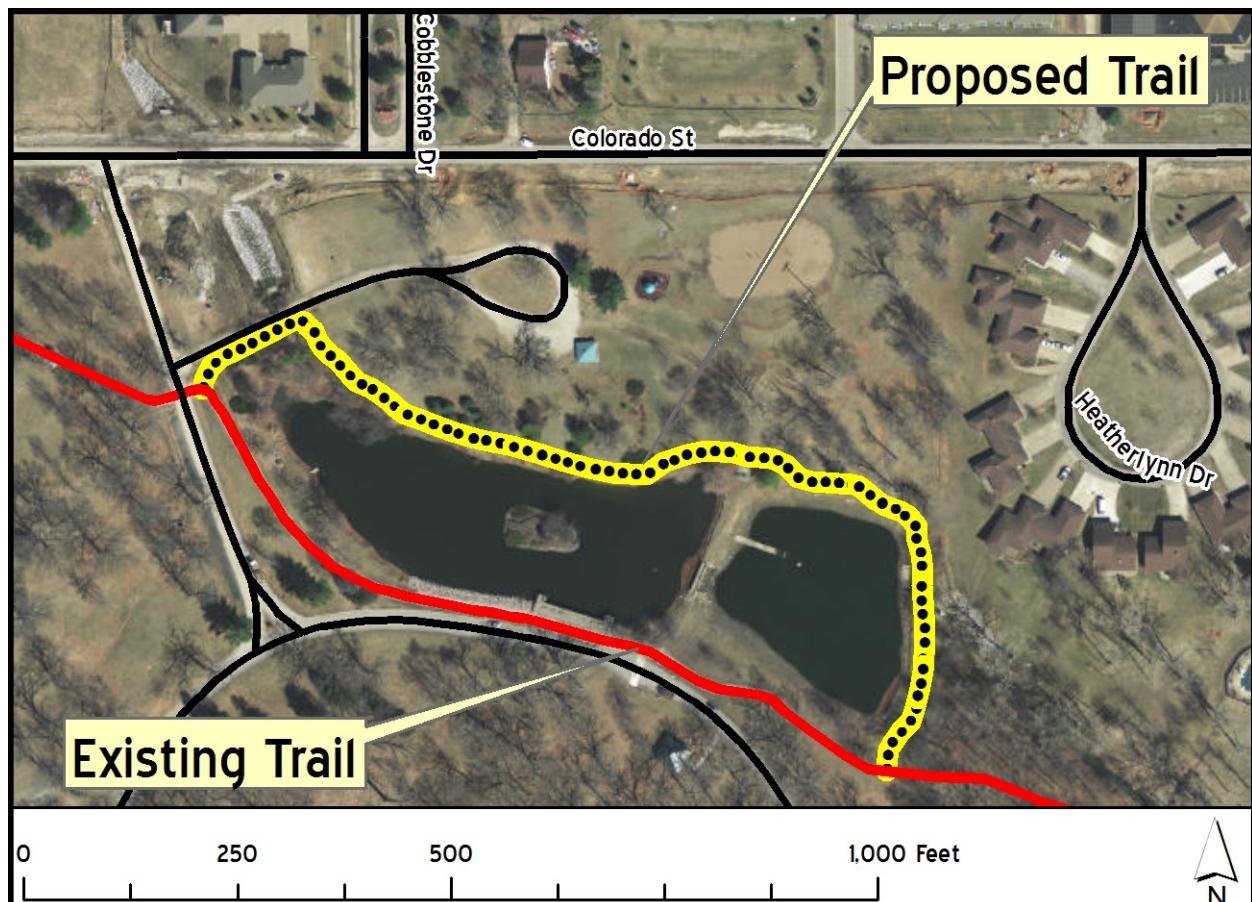 Cobblestone Dr
Proposed Trail
Colorado St
Heatherlynn Dr
Existing Trail
0 250 500 1,000 Feet
N